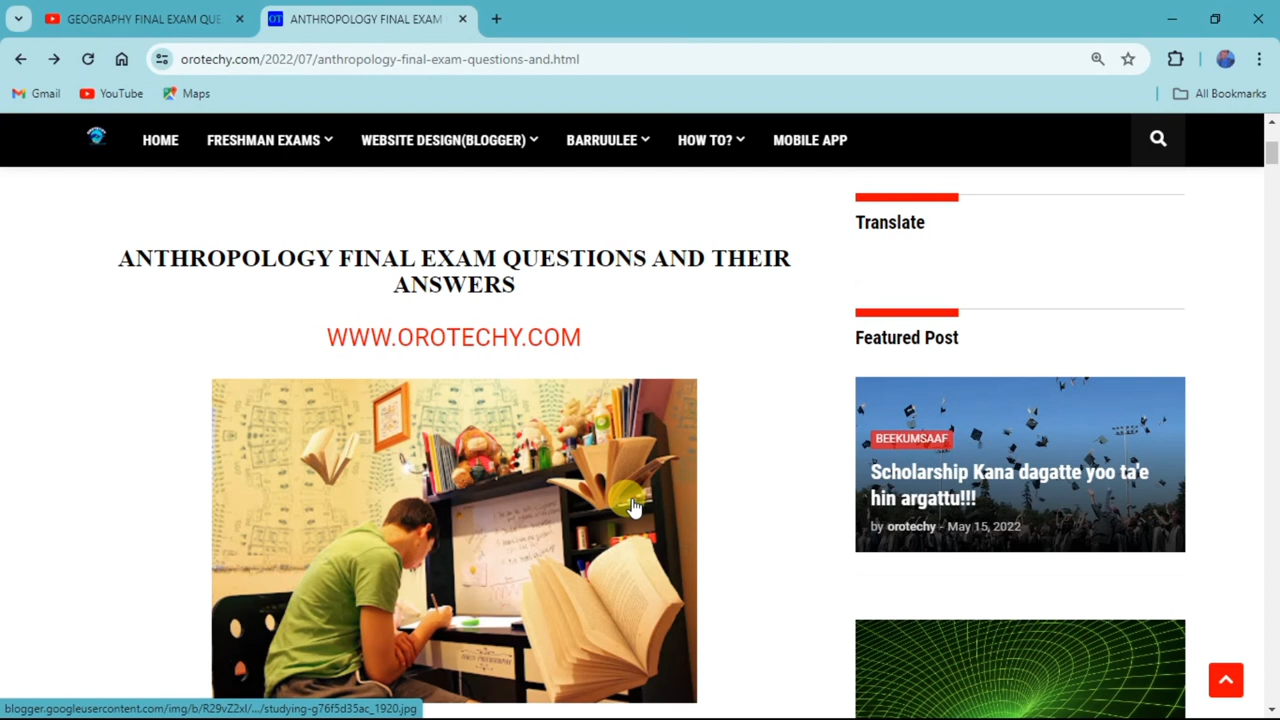 GEOGRAPHY FINAL EXAM QUE
ANTHROPOLOGY FINAL EXAM
orotechy.com/2022/07/anthropology-final-exam-questions-and.html
Gmail
YouTube
Maps
All Bookmarks
HOME
FRESHMAN EXAMS
WEBSITE DESIGN(BLOGGER)
BARRUULEE
HOW TO?
MOBILE APP
ANTHROPOLOGY FINAL EXAM QUESTIONS AND THEIR
ANSWERS
WWW.OROTECHY.COM
Translate
Featured Post
BEEKUMSAAF
Scholarship Kana dagatte yoo ta'e
hin argattu!!!
by orotechy - May 15, 2022
blogger.googleusercontent.com/img/b/R29vZ2xl/.../studying-g76f5d35ac_1920.jpg